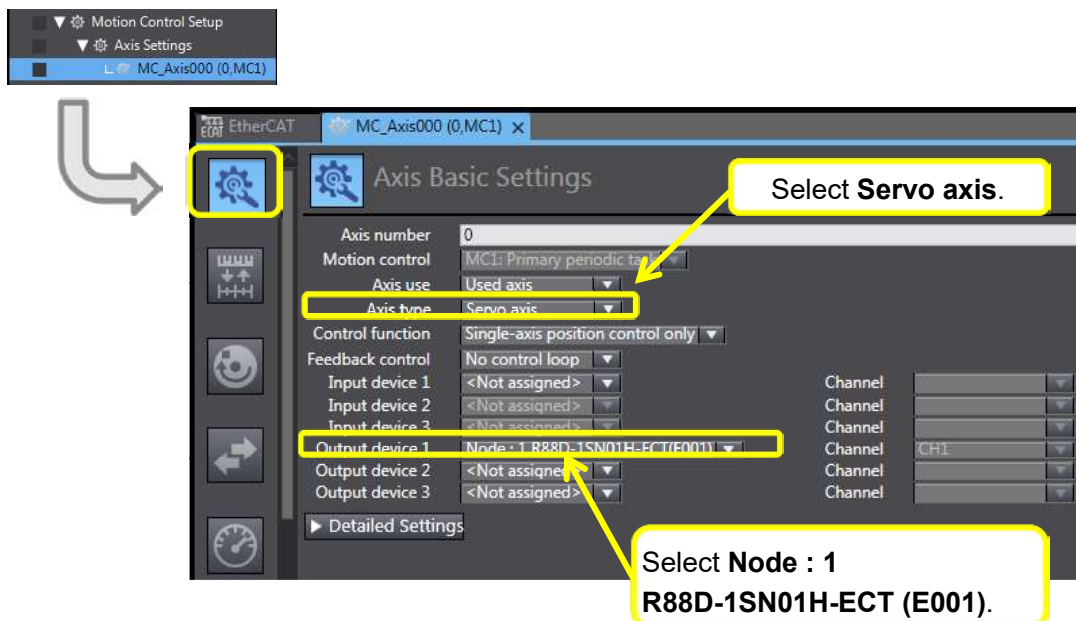 Motion Control Setup
Axis Settings
MC_Axis000 (0,MC1)
ECAT EtherCAT MC_Axis000 (0,MC1) x
Axis Basic Settings
Select Servo axis.
Axis number 0
Motion control MC1: Primary periodic task
Axis use Used axis
Axis type Servo axis
Control function Single-axis position control only
Feedback control No control loop
Input device 1 <Not assigned> Channel
Input device 2 <Not assigned> Channel
Input device 3 <Not assigned> Channel
Output device 1 Node : 1 R88D-1SN01H-ECT(E001) Channel CH1
Output device 2 <Not assigned> Channel
Output device 3 <Not assigned> Channel
Detailed Settings
Select Node : 1
R88D-1SN01H-ECT (E001).